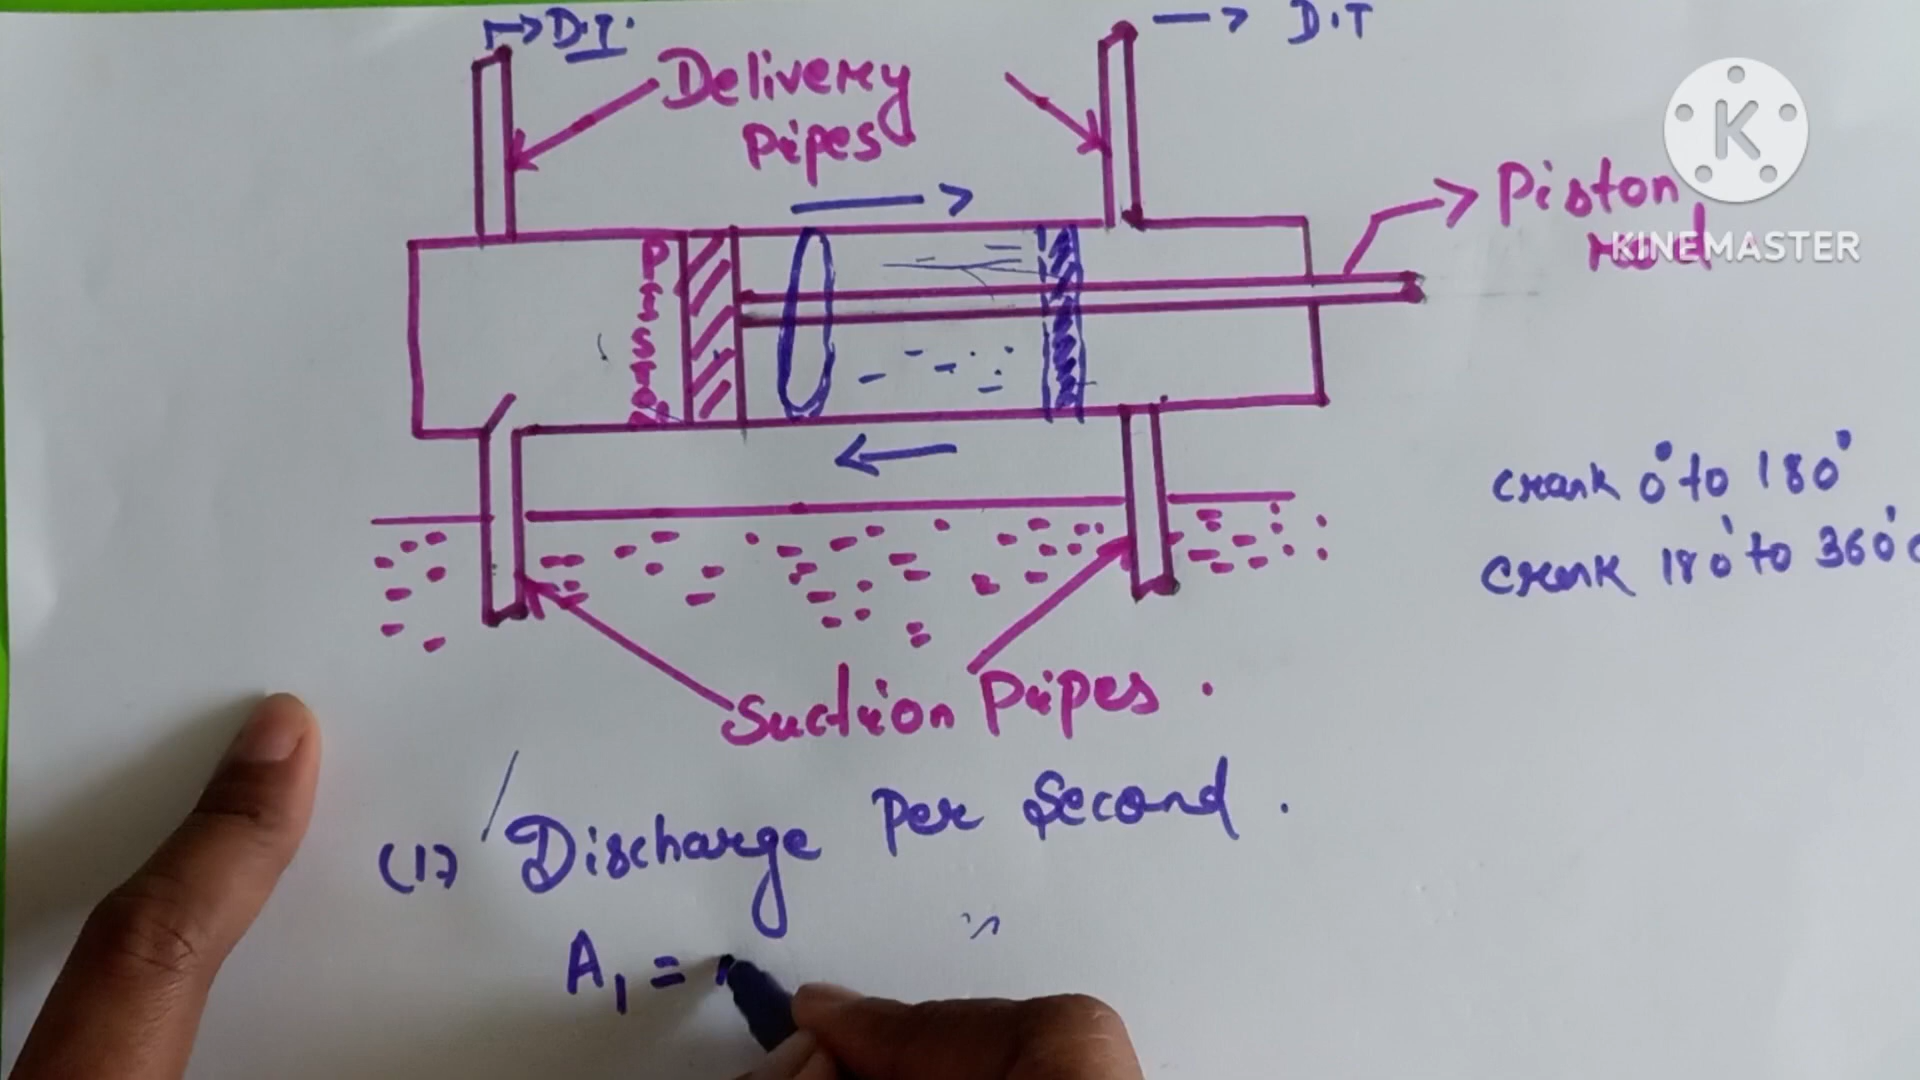 D.T.
D.T
Delivery
Pipes
Piston
rod
K
KINEMASTER
PISTON
crank 0° to 180°
crank 180° to 360°
Suction Pipes.
(1) Discharge Per Second.
A₁ =